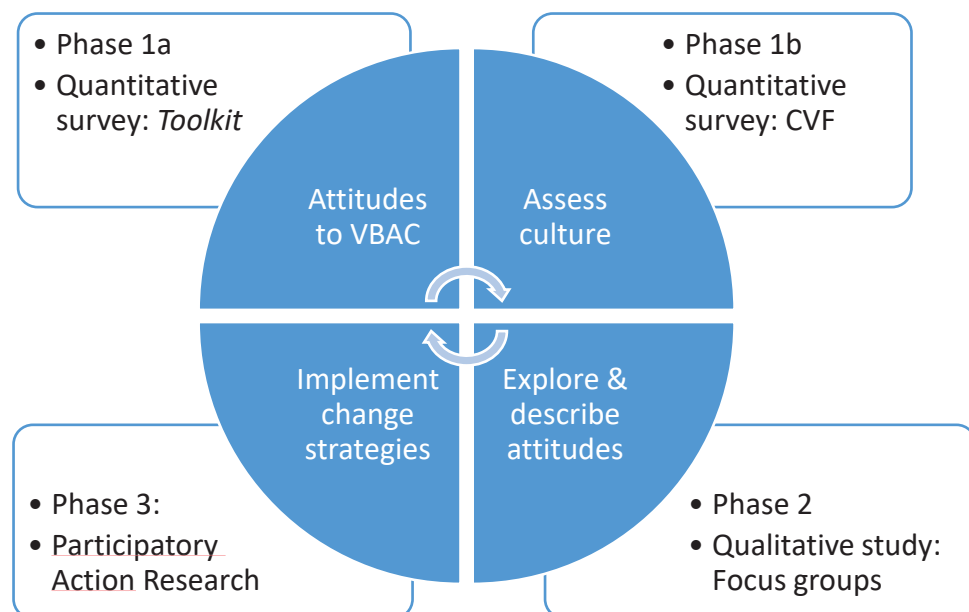 • Phase 1a
• Quantitative
survey: Toolkit
• Phase 1b
• Quantitative
survey: CVF
Attitudes
to VBAC
Assess
culture
Implement
change
strategies
Explore &
describe
attitudes
• Phase 3:
• Participatory
Action Research
• Phase 2
• Qualitative study:
Focus groups